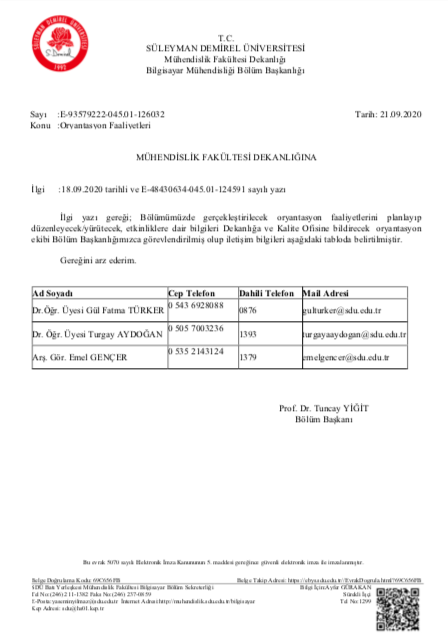 T.C.
SÜLEYMAN DEMİREL ÜNİVERSİTESİ
Mühendislik Fakültesi Dekanlığı
Bilgisayar Mühendisliği Bölüm Başkanlığı
Sayı :E-93579222-045.01-126032 Tarih: 21.09.2020
Konu :Oryantasyon Faaliyetleri
MÜHENDİSLİK FAKÜLTESİ DEKANLIĞINA
İlgi :18.09.2020 tarihli ve E-48430634-045.01-124591 sayılı yazı
İlgi yazı gereği; Bölümümüzde gerçekleştirilecek oryantasyon faaliyetlerini planlayıp
düzenleyecek/yürütecek, etkinliklere dair bilgileri Dekanlığa ve Kalite Ofisine bildirecek oryantasyon
ekibi Bölüm Başkanlığımızca görevlendirilmiş olup iletişim bilgileri aşağıdaki tabloda belirtilmiştir.
Gereğini arz ederim.
Ad Soyadı Cep Telefon Dahili Telefon Mail Adresi
Dr.Öğr. Üyesi Gül Fatma TÜRKER 0 543 6928088 0876 gulturker@sdu.edu.tr
Dr. Öğr. Üyesi Turgay AYDOĞAN 0 505 7003236 1393 turgayaydogan@sdu.edu.tr
Arş. Gör. Emel GENÇER 0 535 2143124 1379 emelgencer@sdu.edu.tr
Prof. Dr. Tuncay YİĞİT
Bölüm Başkanı
Bu evrak 5070 sayılı Elektronik İmza Kanununun 5. maddesi gereğince güvenli elektronik imza ile imzalanmıştır.
Belge Doğrulama Kodu: 69C656FB Belge Takip Adresi: https://ebys.sdu.edu.tr/EvrakDogrula.html?69C656FB
SDÜ Batı Yerleşkesi Mühendislik Fakültesi Bilgisayar Bölüm Sekreterliği Bilgi İçin:
Tel No:(246) 211-1382 Faks No:(246) 237-0859 Sürekli İşçi
İnternet Adresi:http://muhendislik.sdu.edu.tr/bilgisayar Tel No:1299
Kep Adresi: sdu@hs01.kep.tr